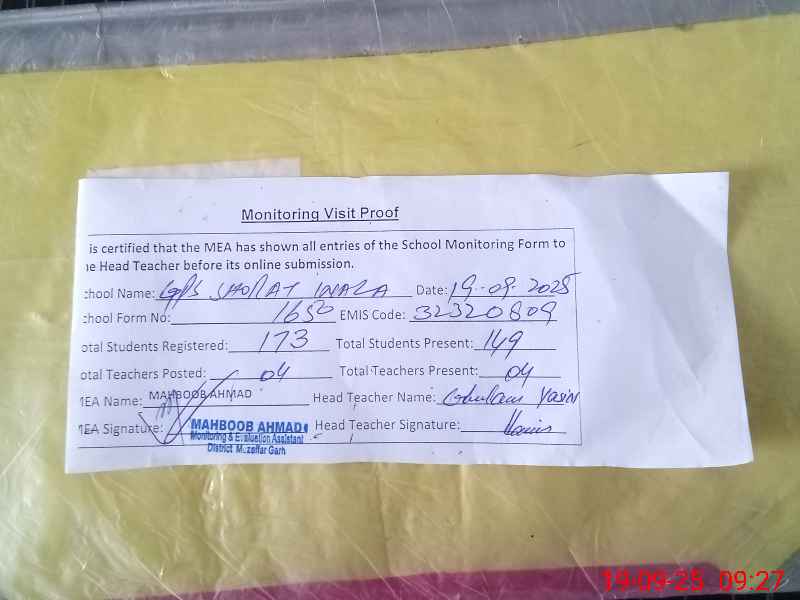 Monitoring Visit Proof
is certified that the MEA has shown all entries of the School Monitoring Form to
he Head Teacher before its online submission.
chool Name: GPS SHORAT WALA Date: 19-09-2025
chool Form No: 1650 EMIS Code: 32320809
otal Students Registered: 173 Total Students Present: 149
otal Teachers Posted: 04 Total Teachers Present: 04
MEA Name: MAHBOOB AHMAD Head Teacher Name: Ghulam Yasin
MEA Signature: Head Teacher Signature:
MAHBOOB AHMAD
Monitoring & Evaluation Assistant
District Muzaffar Garh
19-09-25 09:27